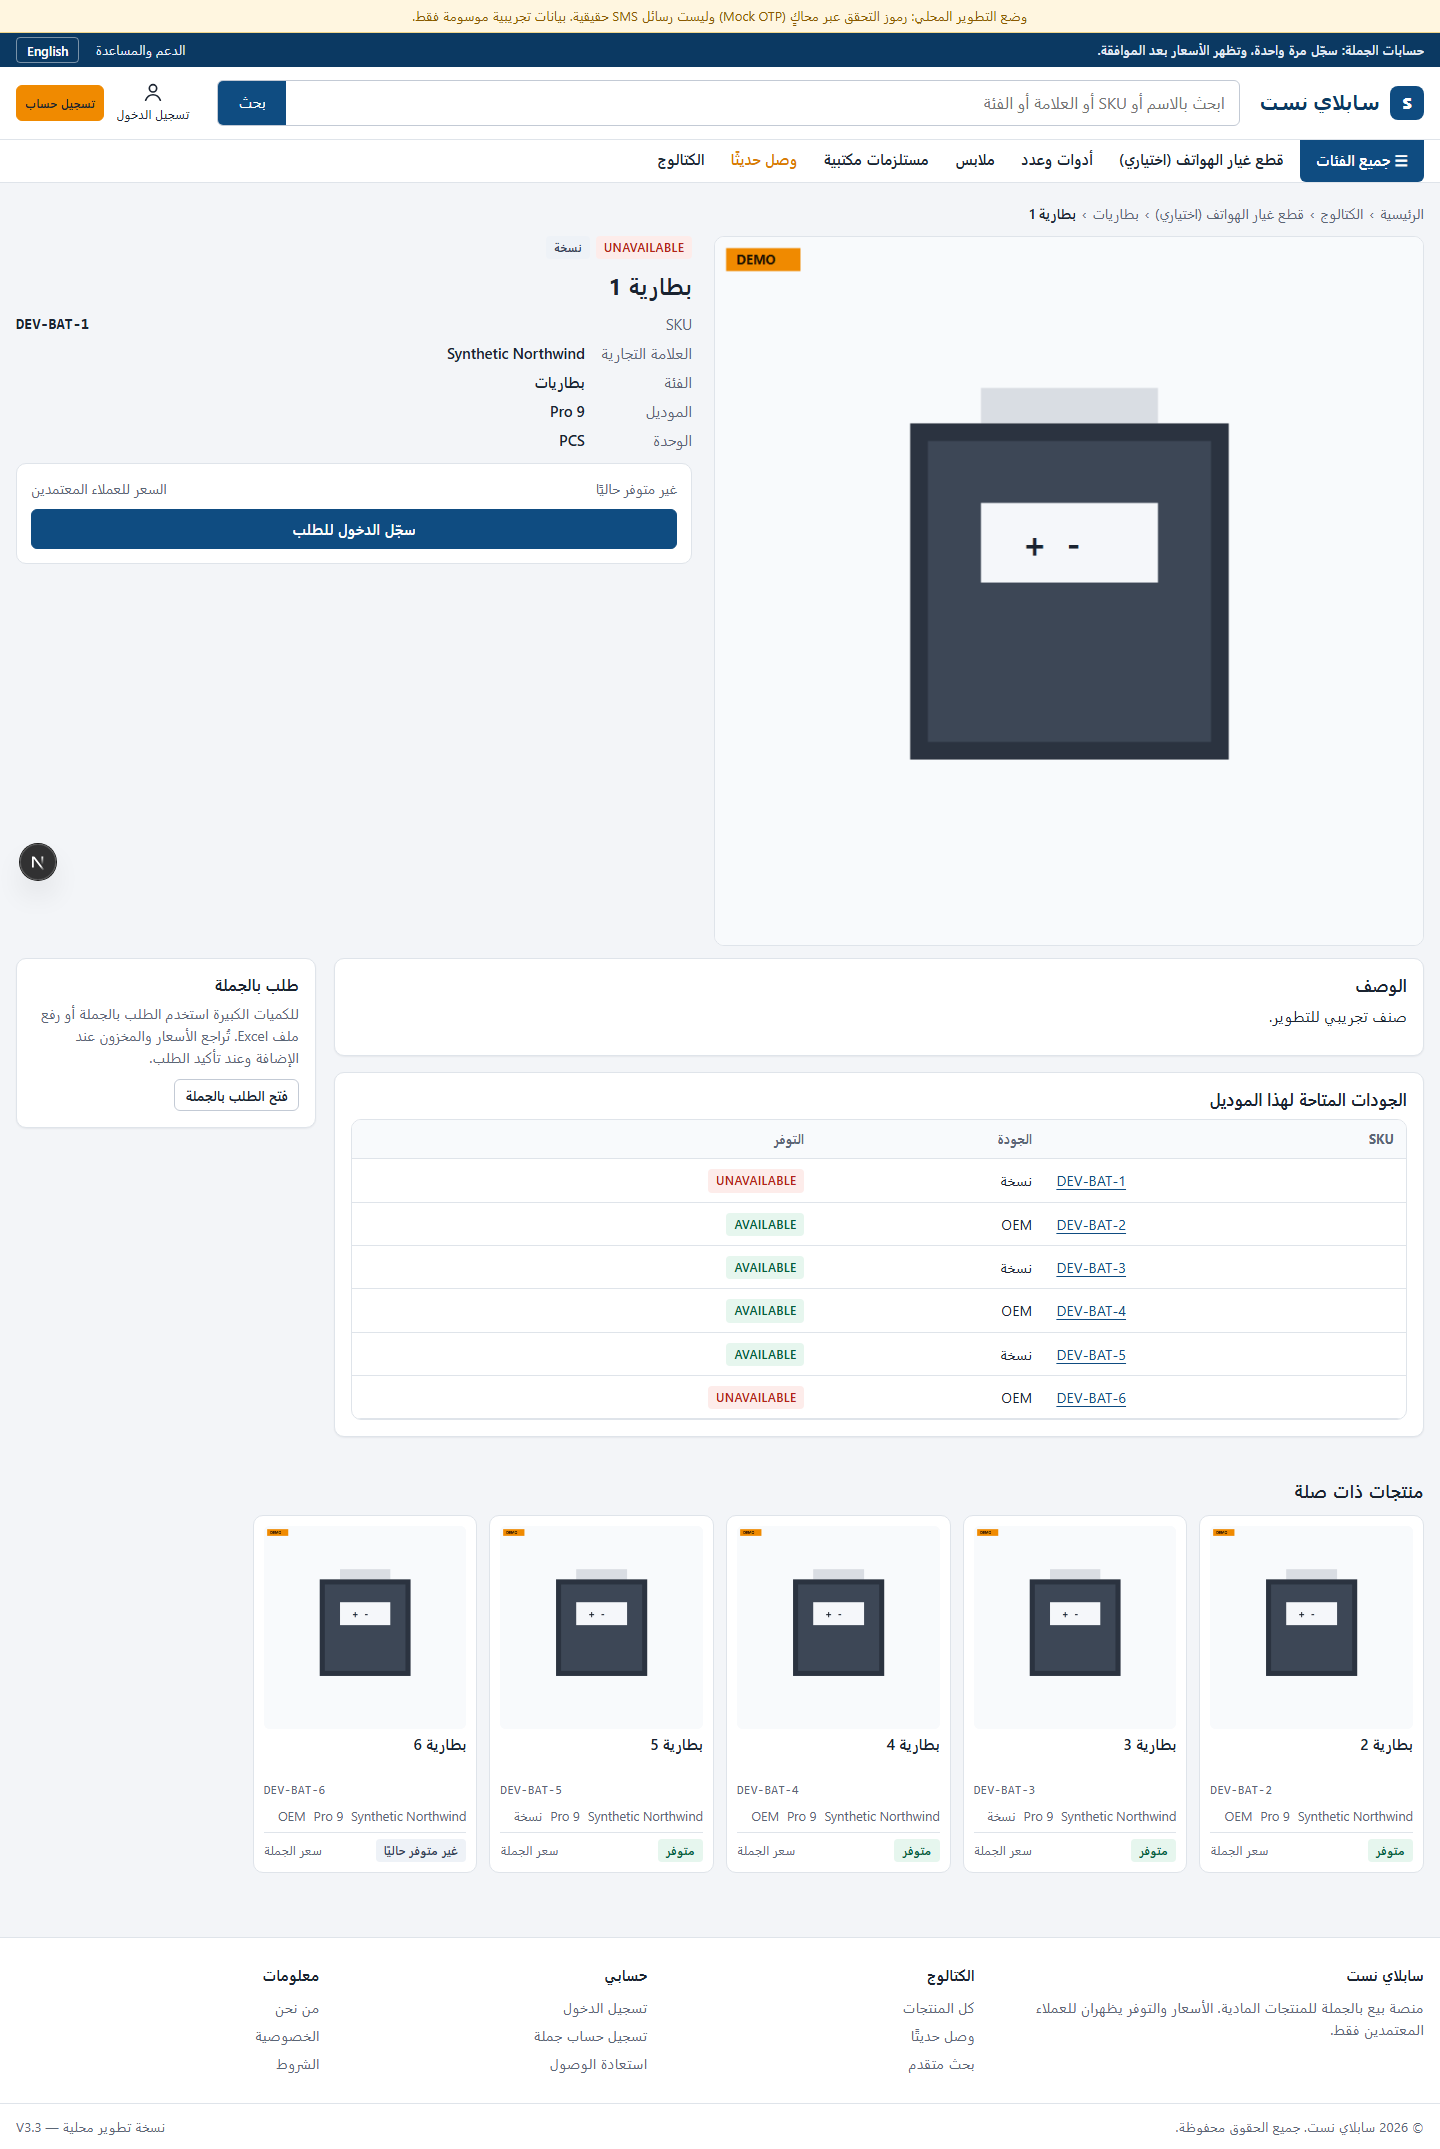 وضع التطوير المحلي: رموز التحقق عبر محاكٍ (Mock OTP) وليست رسائل SMS حقيقية. بيانات تجريبية موسومة فقط.
حسابات الجملة: سجّل مرة واحدة، وتظهر الأسعار بعد الموافقة.
الدعم والمساعدة
English
S
سابلاي نست
ابحث بالاسم أو SKU أو العلامة أو الفئة
بحث
تسجيل الدخول
تسجيل حساب
☰ جميع الفئات
قطع غيار الهواتف (اختياري)
أدوات وعدد
ملابس
مستلزمات مكتبية
وصل حديثًا
الكتالوج
الرئيسية › الكتالوج › قطع غيار الهواتف (اختياري) › بطاريات › بطارية 1
DEMO
+ -
UNAVAILABLE
نسخة
بطارية 1
SKU DEV-BAT-1
العلامة التجارية Synthetic Northwind
الفئة بطاريات
الموديل Pro 9
الوحدة PCS
غير متوفر حاليًا
السعر للعملاء المعتمدين
سجّل الدخول للطلب
N
الوصف
صنف تجريبي للتطوير.
طلب بالجملة
للكميات الكبيرة استخدم الطلب بالجملة أو رفع
ملف Excel. تُراجع الأسعار والمخزون عند
الإضافة وعند تأكيد الطلب.
فتح الطلب بالجملة
الجودات المتاحة لهذا الموديل
SKU الجودة التوفر
DEV-BAT-1 نسخة UNAVAILABLE
DEV-BAT-2 OEM AVAILABLE
DEV-BAT-3 نسخة AVAILABLE
DEV-BAT-4 OEM AVAILABLE
DEV-BAT-5 نسخة AVAILABLE
DEV-BAT-6 OEM UNAVAILABLE
منتجات ذات صلة
DEMO
+ -
بطارية 2
DEV-BAT-2
Synthetic Northwind Pro 9 OEM
متوفر
سعر الجملة
DEMO
+ -
بطارية 3
DEV-BAT-3
Synthetic Northwind Pro 9 نسخة
متوفر
سعر الجملة
DEMO
+ -
بطارية 4
DEV-BAT-4
Synthetic Northwind Pro 9 OEM
متوفر
سعر الجملة
DEMO
+ -
بطارية 5
DEV-BAT-5
Synthetic Northwind Pro 9 نسخة
متوفر
سعر الجملة
DEMO
+ -
بطارية 6
DEV-BAT-6
Synthetic Northwind Pro 9 OEM
غير متوفر حاليًا
سعر الجملة
سابلاي نست
منصة بيع بالجملة للمنتجات المادية. الأسعار والتوفر يظهران للعملاء
المعتمدين فقط.
الكتالوج
كل المنتجات
وصل حديثًا
بحث متقدم
حسابي
تسجيل الدخول
تسجيل حساب جملة
استعادة الوصول
معلومات
من نحن
الخصوصية
الشروط
© 2026 سابلاي نست. جميع الحقوق محفوظة.
نسخة تطوير محلية — V3.3